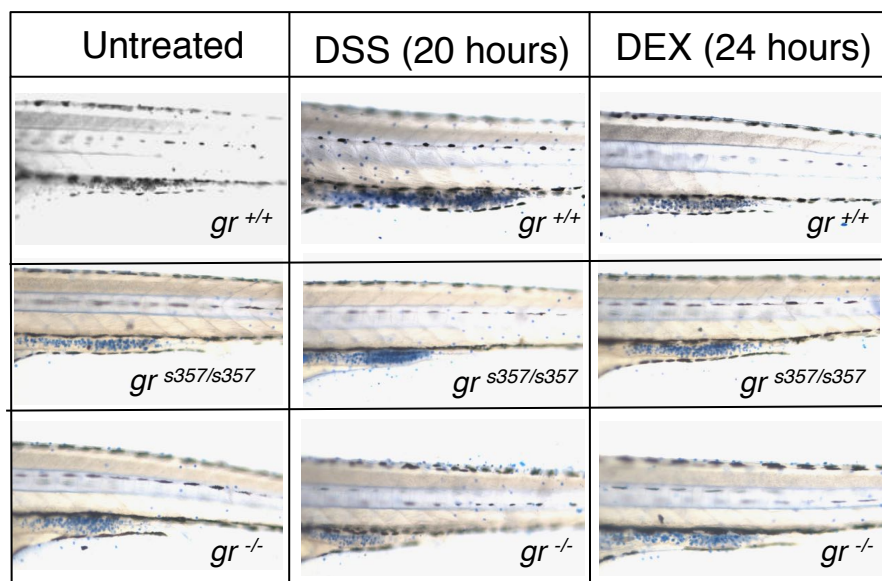 Untreated
DSS (20 hours)
DEX (24 hours)
gr +/+
gr +/+
gr +/+
gr s357/s357
gr s357/s357
gr s357/s357
gr -/-
gr -/-
gr -/-